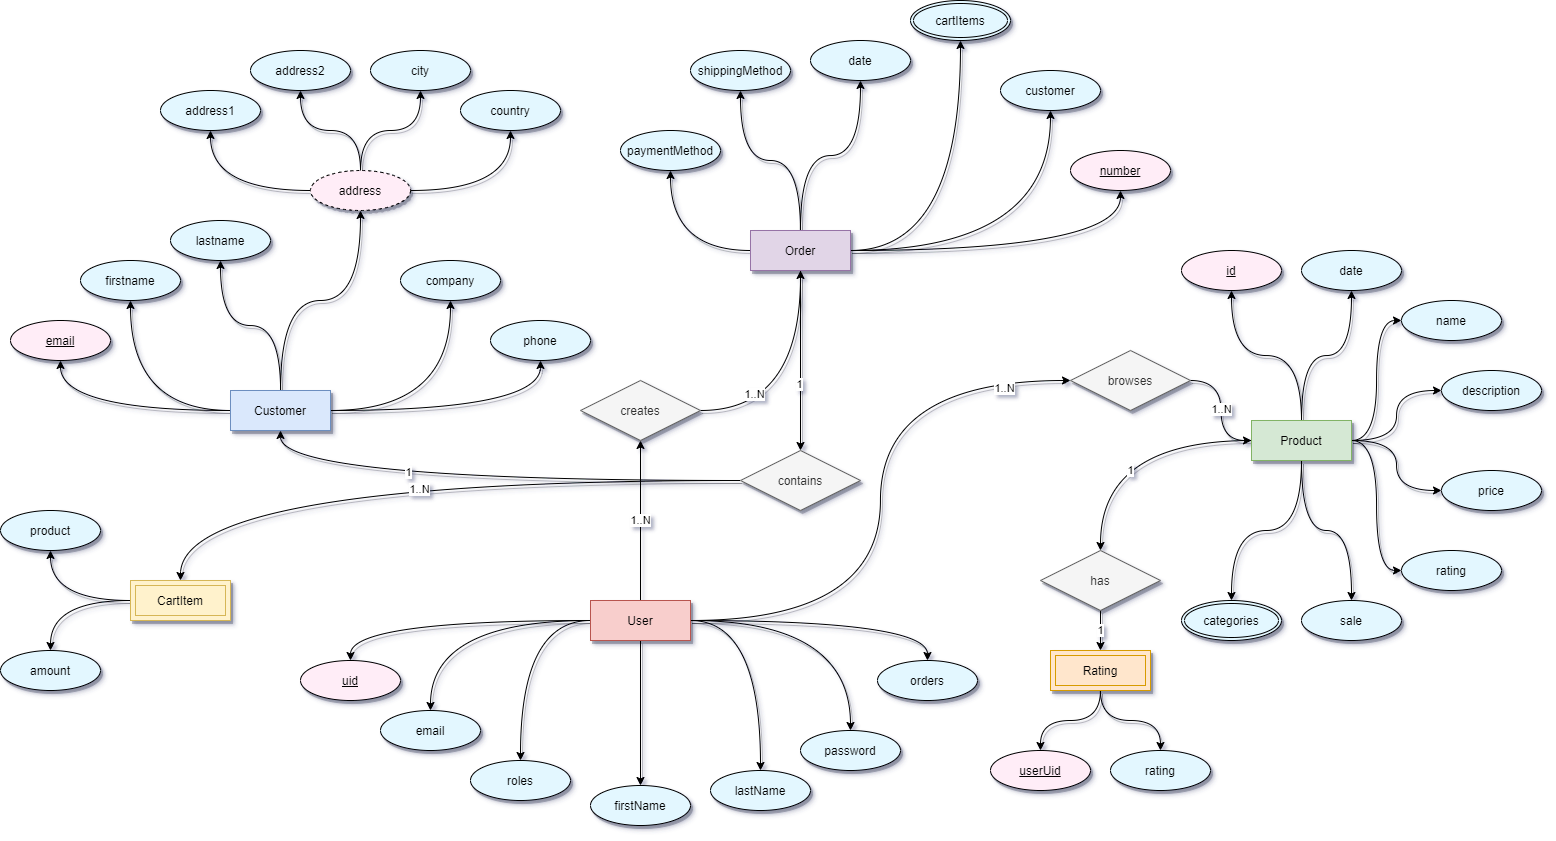 cartItems
address2
city
shippingMethod
date
address1
country
customer
paymentMethod
number
address
lastname
Order
firstname
company
id
date
name
email
phone
1..N
1..N
1
browses
description
Customer
creates
1..N
Product
1
contains
1
1..N
price
product
1..N
has
rating
CartItem
User
categories
sale
1
amount
uid
orders
Rating
email
roles
firstName
lastName
password
userUid
rating